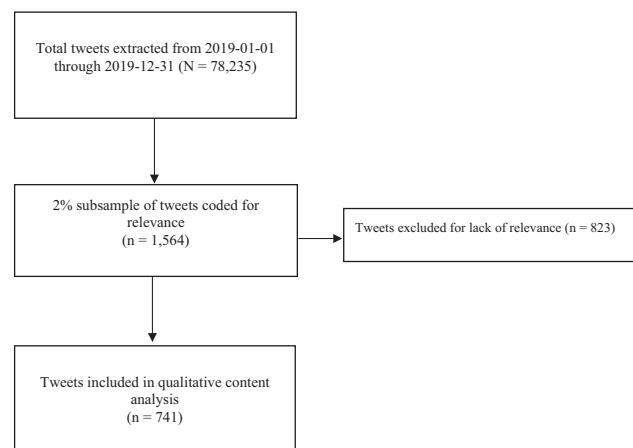 Total tweets extracted from 2019-01-01
through 2019-12-31 (N = 78,235)
2% subsample of tweets coded for
relevance
(n = 1,564)
Tweets excluded for lack of relevance (n = 823)
Tweets included in qualitative content
analysis
(n = 741)